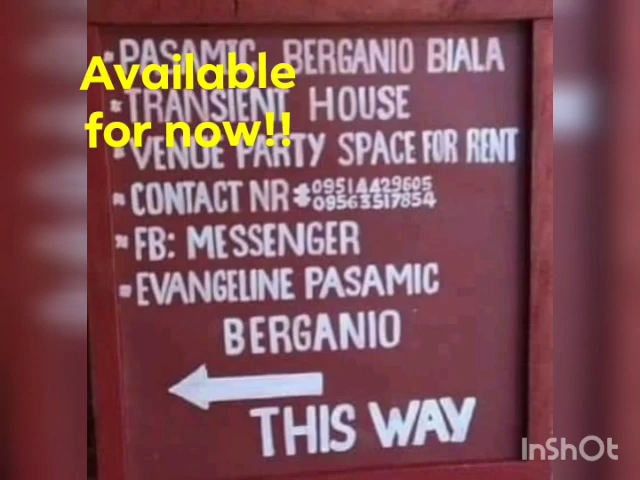 PASAMIC BERGANIO BIALA
Available
TRANSIENT HOUSE
for now!!
VENUE PARTY SPACE FOR RENT
CONTACT NR # 09514429605
09563517854
FB: MESSENGER
EVANGELINE PASAMIC
BERGANIO
THIS WAY
InShOt